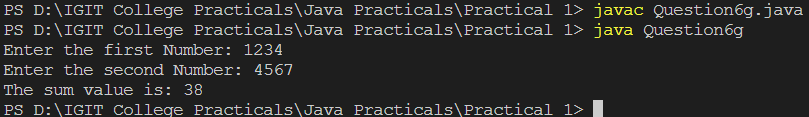 PS D:\IGIT College Practicals\Java Practicals\Practical 1> javac Question6g.java
PS D:\IGIT College Practicals\Java Practicals\Practical 1> java Question6g
Enter the first Number: 1234
Enter the second Number: 4567
The sum value is: 38
PS D:\IGIT College Practicals\Java Practicals\Practical 1>